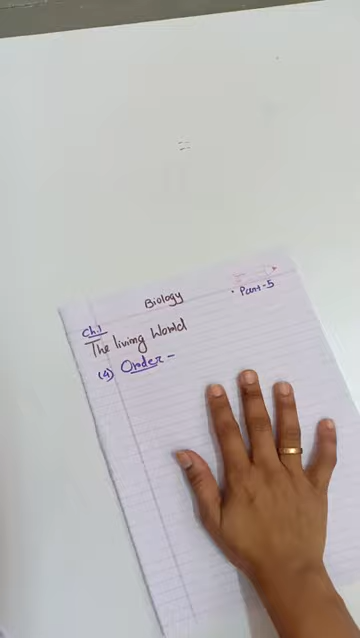 Biology
• Part-5
Ch.1
The living World
(4) Order -